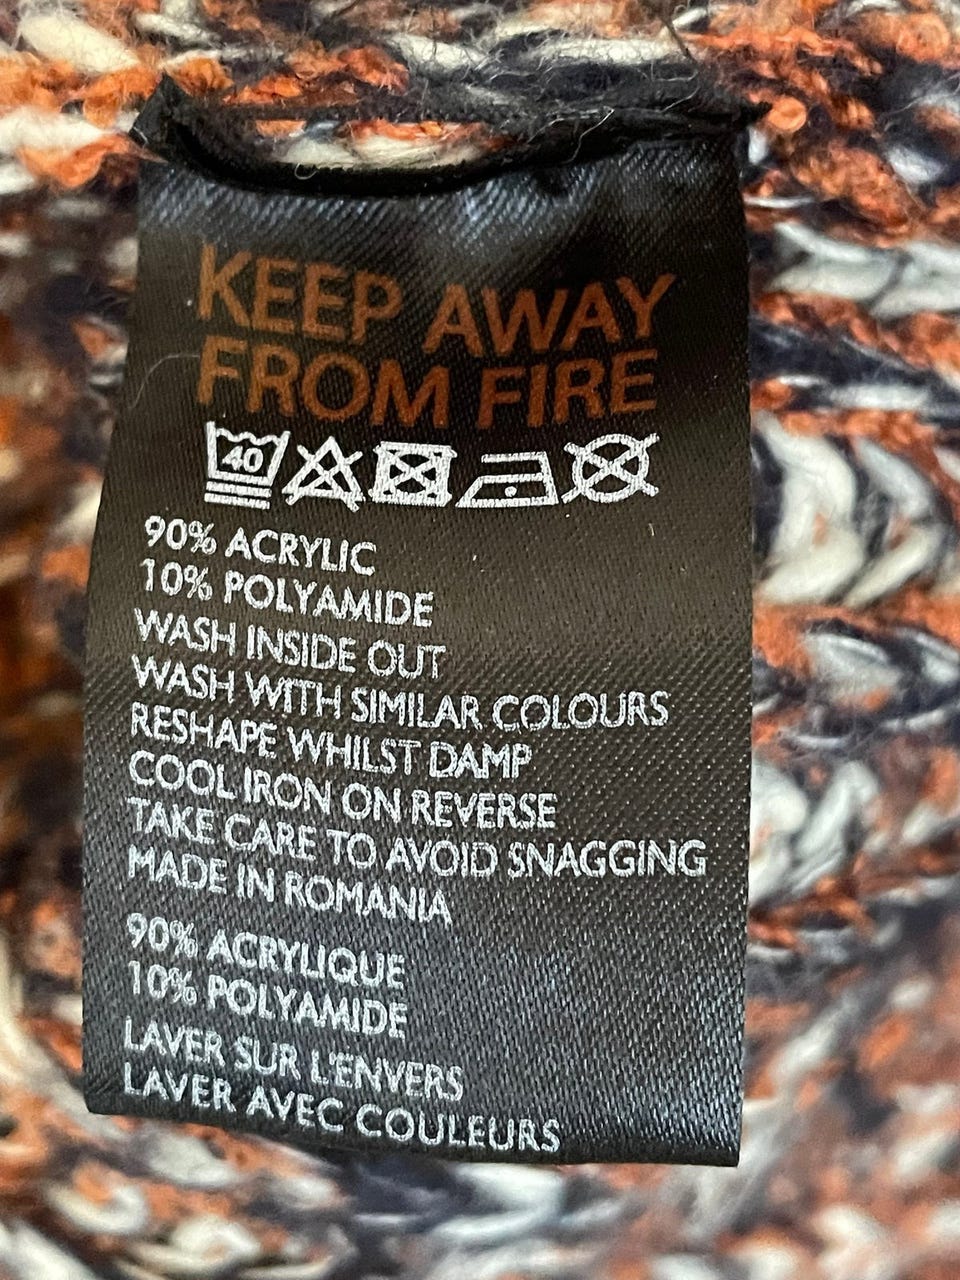 KEEP AWAY
FROM FIRE
40
90% ACRYLIC
10% POLYAMIDE
WASH INSIDE OUT
WASH WITH SIMILAR COLOURS
RESHAPE WHILST DAMP
COOL IRON ON REVERSE
TAKE CARE TO AVOID SNAGGING
MADE IN ROMANIA
90% ACRYLIQUE
10% POLYAMIDE
LAVER SUR L'ENVERS
LAVER AVEC COULEURS